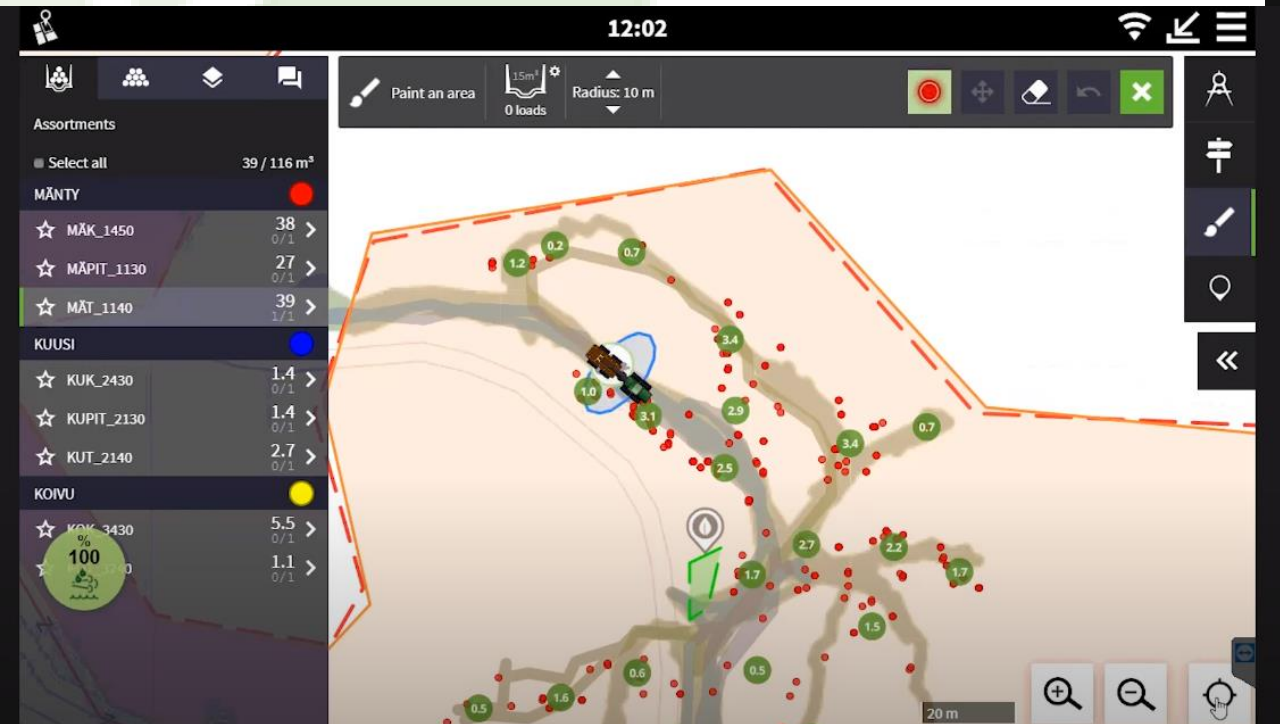 12:02
Paint an area
15m³
0 loads
Radius: 10 m
Assortments
Select all 39 / 116 m³
MÄNTY
MÄK_1450 38
0/1
MÄPIT_1130 27
0/1
MÄT_1140 39
1/1
KUUSI
KUK_2430 1.4
0/1
KUPIT_2130 1.4
0/1
KUT_2140 2.7
0/1
KOIVU
KOK_3430 5.5
0/1
1.1
0/1
%
100
0.2
0.7
1.2
3.4
1.0
2.9
3.1
0.7
3.4
2.5
2.7
2.2
1.7
1.7
1.5
0.5
0.6
1.6
0.5
20 m